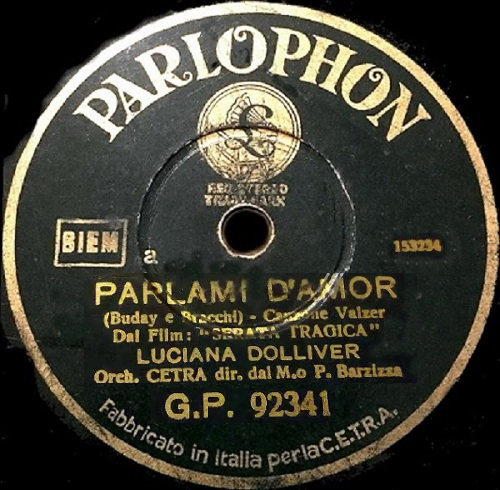 PARLOPHON
£
REGISTERED
TRADE MARK
BIEM
a
153234
PARLAMI D'AMOR
(Buday e Bracchi) - Canzone Valzer
Dal Film: "SERATA TRAGICA"
LUCIANA DOLLIVER
Orch. CETRA dir. dal M.o P. Barzizza
G.P. 92341
Fabbricato in Italia per la C.E.T.R.A.